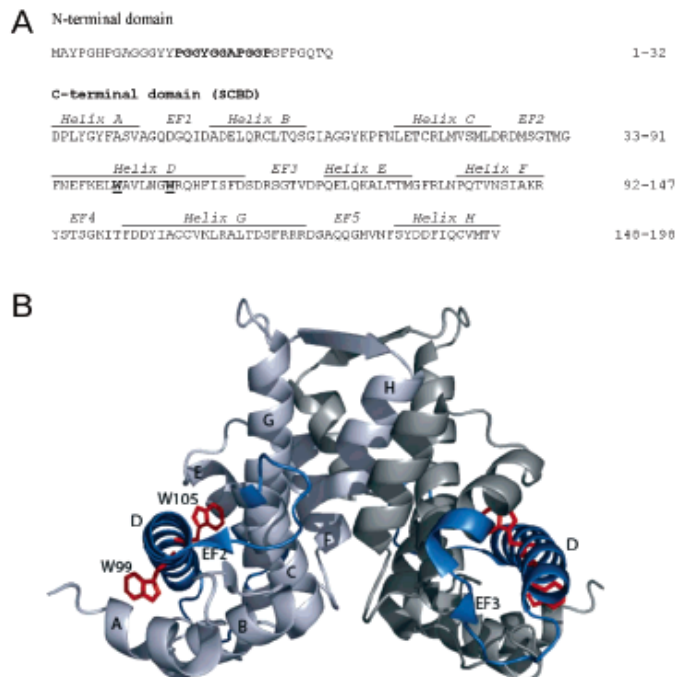 A
N-terminal domain
MAYPGHPGAGGGYYPGGYGGAPGGPSFPGQTQ 1-32
C-terminal domain (SCBD)
Helix A EF1 Helix B Helix C EF2
DPLYGYFASVAGQDGQIDADELQRCLTQSGIAGGYKPFNLETCRLMVSMLDRDMSGTMG 33-91
Helix D EF3 Helix E Helix F
FNEFKELWAVLNGWRQHFISFDSDRSGTVDPQELQKALTTMGFRLNPQTVNSIAKR 92-147
EF4 Helix G EF5 Helix H
YSTSGKITFDDYIACCVKLRALTDSFRRRDSAQQGMVNFSYDDFIQCVMTV 148-198
B
H
G
E
W105
D
D
EF2
F
W99
C
EF3
A
B